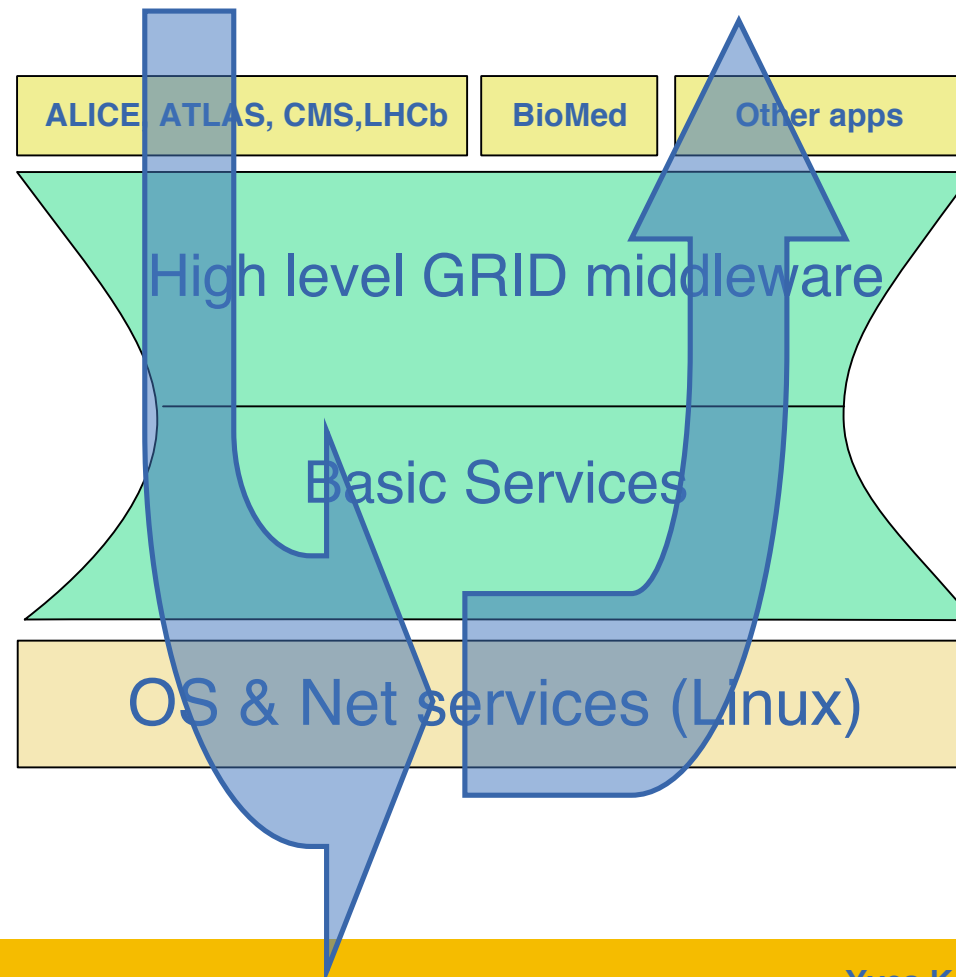 ALICE, ATLAS, CMS,LHCb
BioMed
Other apps
High level GRID middleware
Basic Services
OS & Net services (Linux)